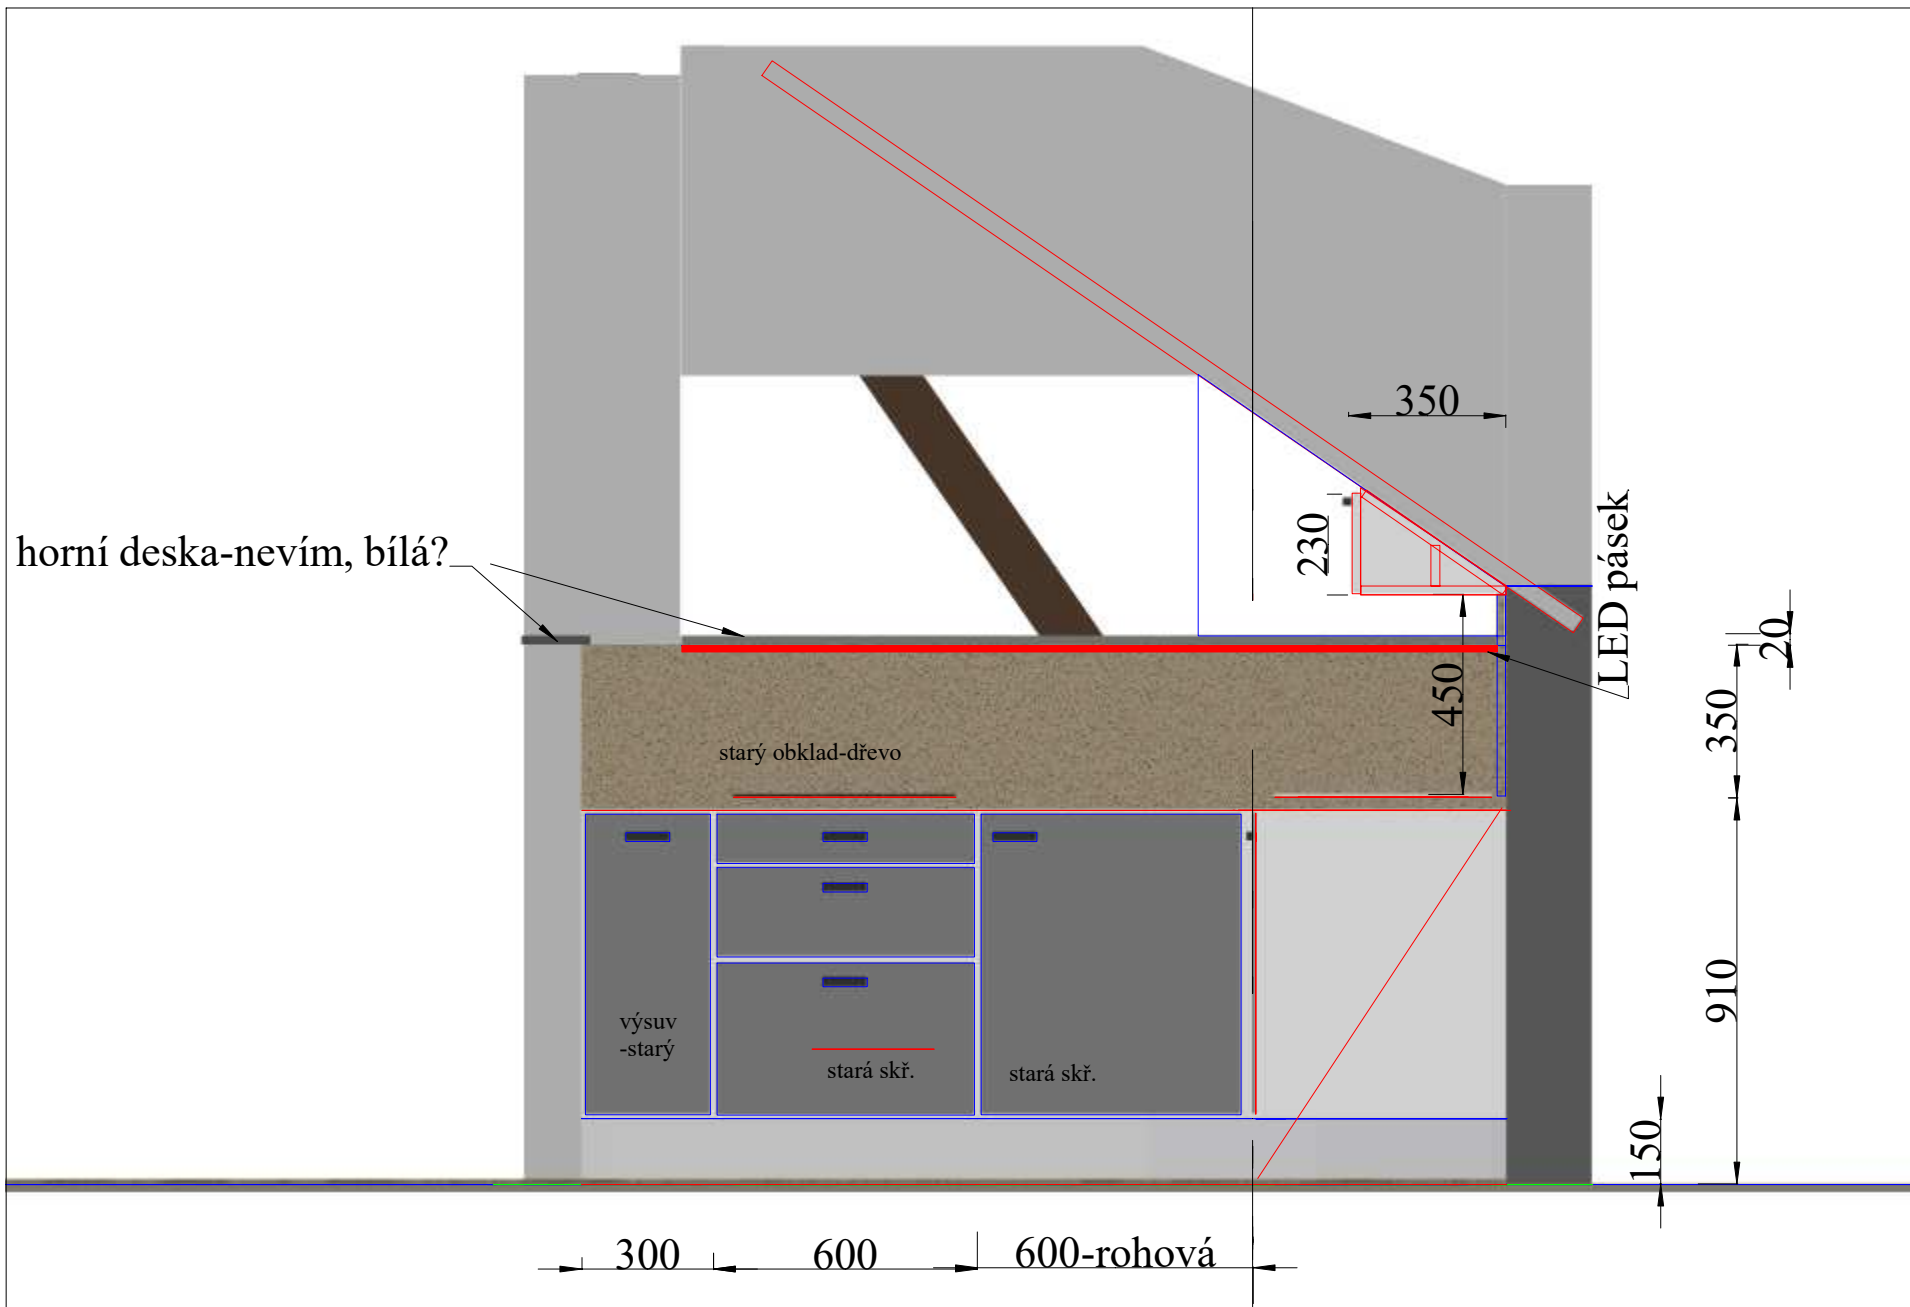 350
230
LED pásek
horní deska-nevím, bílá?
20
450
350
starý obklad-dřevo
910
výsuv
-starý
stará skř.
stará skř.
150
300
600
600-rohová